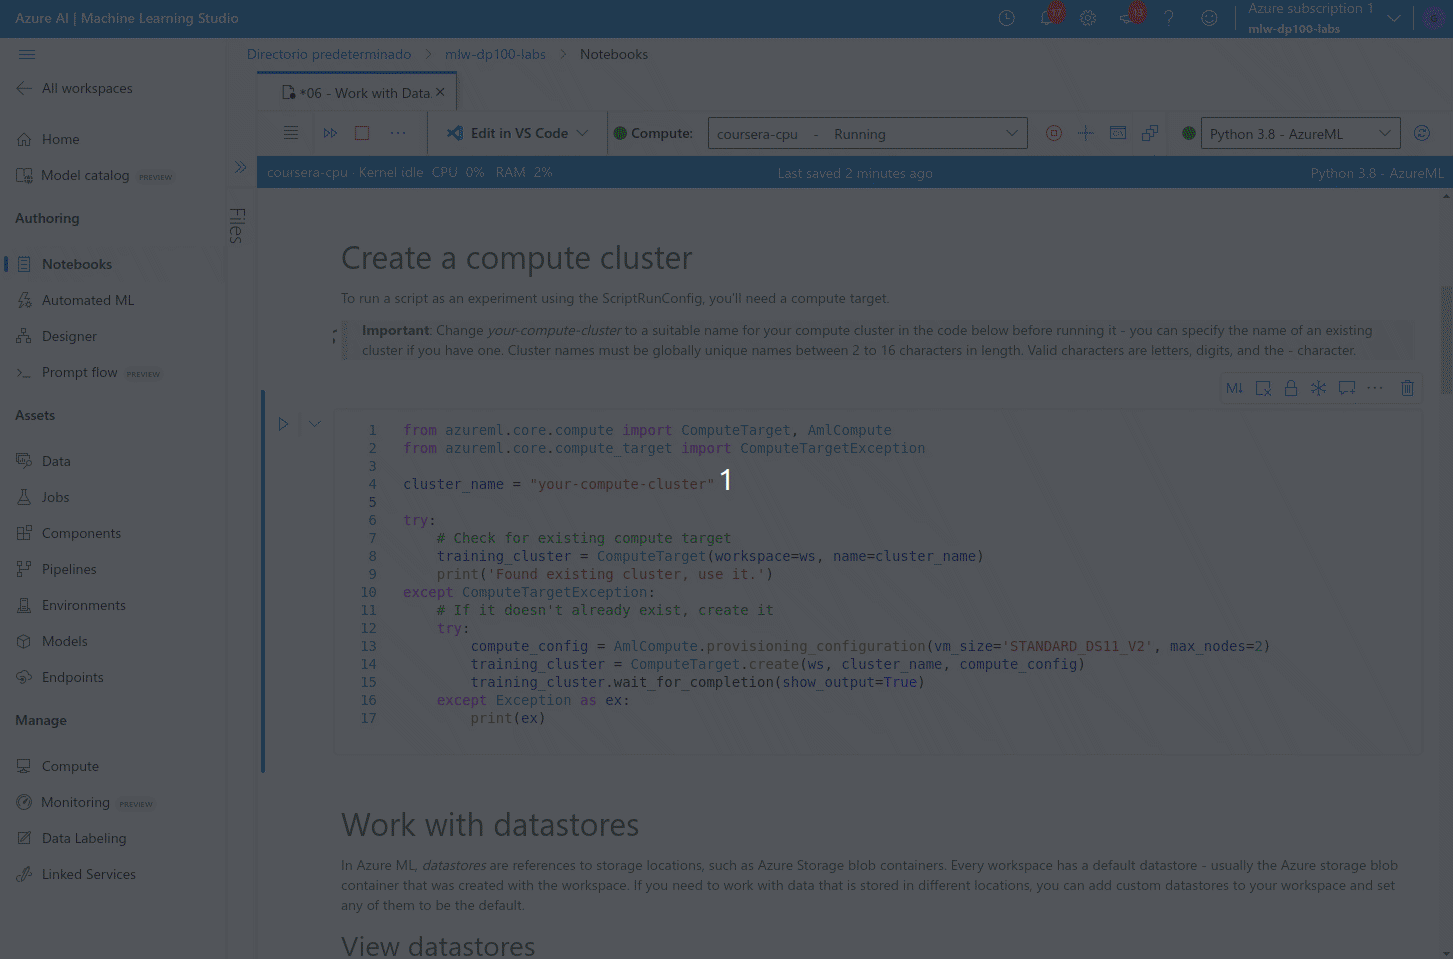 Azure AI | Machine Learning Studio
17
13
Azure subscription 1
mlw-dp100-labs
G
Directorio predeterminado > mlw-dp100-labs > Notebooks
All workspaces
*06 - Work with Data.
Edit in VS Code
Compute:
coursera-cpu - Running
Python 3.8 - AzureML
Home
Model catalog PREVIEW
Authoring
Notebooks
Automated ML
Designer
Prompt flow PREVIEW
Assets
Data
Jobs
Components
Pipelines
Environments
Models
Endpoints
Manage
Compute
Monitoring PREVIEW
Data Labeling
Linked Services
Files
coursera-cpu · Kernel idle CPU 0% RAM 2%
Last saved 2 minutes ago
Python 3.8 - AzureML
Create a compute cluster
To run a script as an experiment using the ScriptRunConfig, you'll need a compute target.
Important: Change your-compute-cluster to a suitable name for your compute cluster in the code below before running it - you can specify the name of an existing
cluster if you have one. Cluster names must be globally unique names between 2 to 16 characters in length. Valid characters are letters, digits, and the - character.
M↓
1 from azureml.core.compute import ComputeTarget, AmlCompute
2 from azureml.core.compute_target import ComputeTargetException
3
4 cluster_name = "your-compute-cluster"
1
5
6 try:
7     # Check for existing compute target
8     training_cluster = ComputeTarget(workspace=ws, name=cluster_name)
9     print('Found existing cluster, use it.')
10 except ComputeTargetException:
11     # If it doesn't already exist, create it
12     try:
13         compute_config = AmlCompute.provisioning_configuration(vm_size='STANDARD_DS11_V2', max_nodes=2)
14         training_cluster = ComputeTarget.create(ws, cluster_name, compute_config)
15         training_cluster.wait_for_completion(show_output=True)
16     except Exception as ex:
17         print(ex)
Work with datastores
In Azure ML, datastores are references to storage locations, such as Azure Storage blob containers. Every workspace has a default datastore - usually the Azure storage blob
container that was created with the workspace. If you need to work with data that is stored in different locations, you can add custom datastores to your workspace and set
any of them to be the default.
View datastores